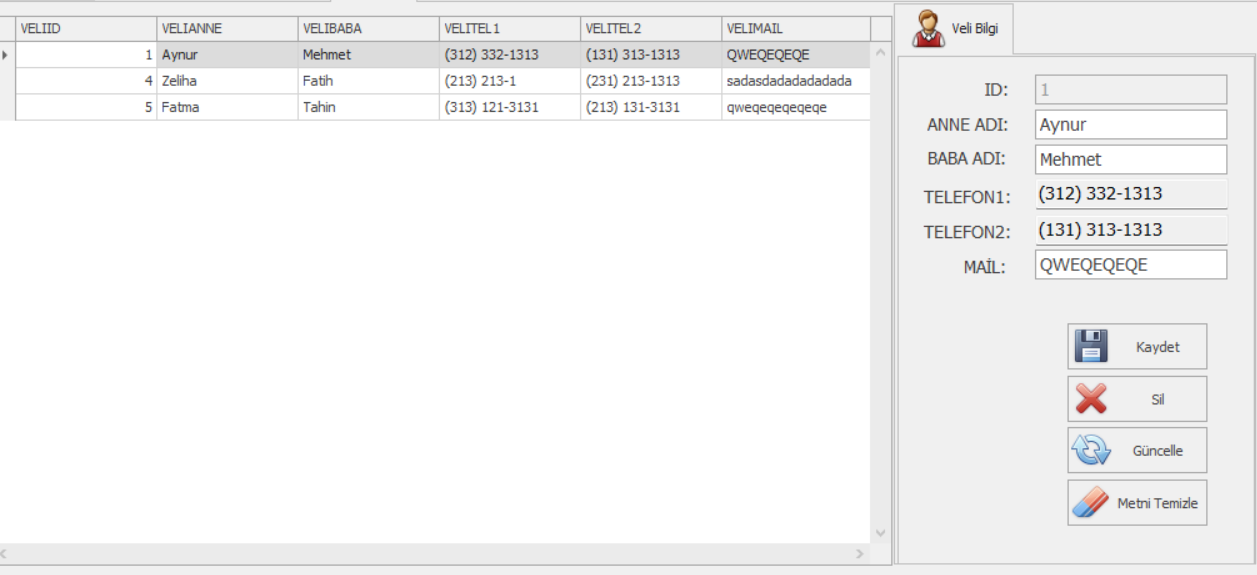 VELIID VELIANNE VELIBABA VELITEL1 VELITEL2 VELIMAIL
1 Aynur Mehmet (312) 332-1313 (131) 313-1313 QWEQEQEQE
4 Zeliha Fatih (213) 213-1 (231) 213-1313 sadasdadadadadada
5 Fatma Tahin (313) 121-3131 (213) 131-3131 qweqeqeqeqeqe
Veli Bilgi
ID: 1
ANNE ADI: Aynur
BABA ADI: Mehmet
TELEFON1: (312) 332-1313
TELEFON2: (131) 313-1313
MAİL: QWEQEQEQE
Kaydet
Sil
Güncelle
Metni Temizle